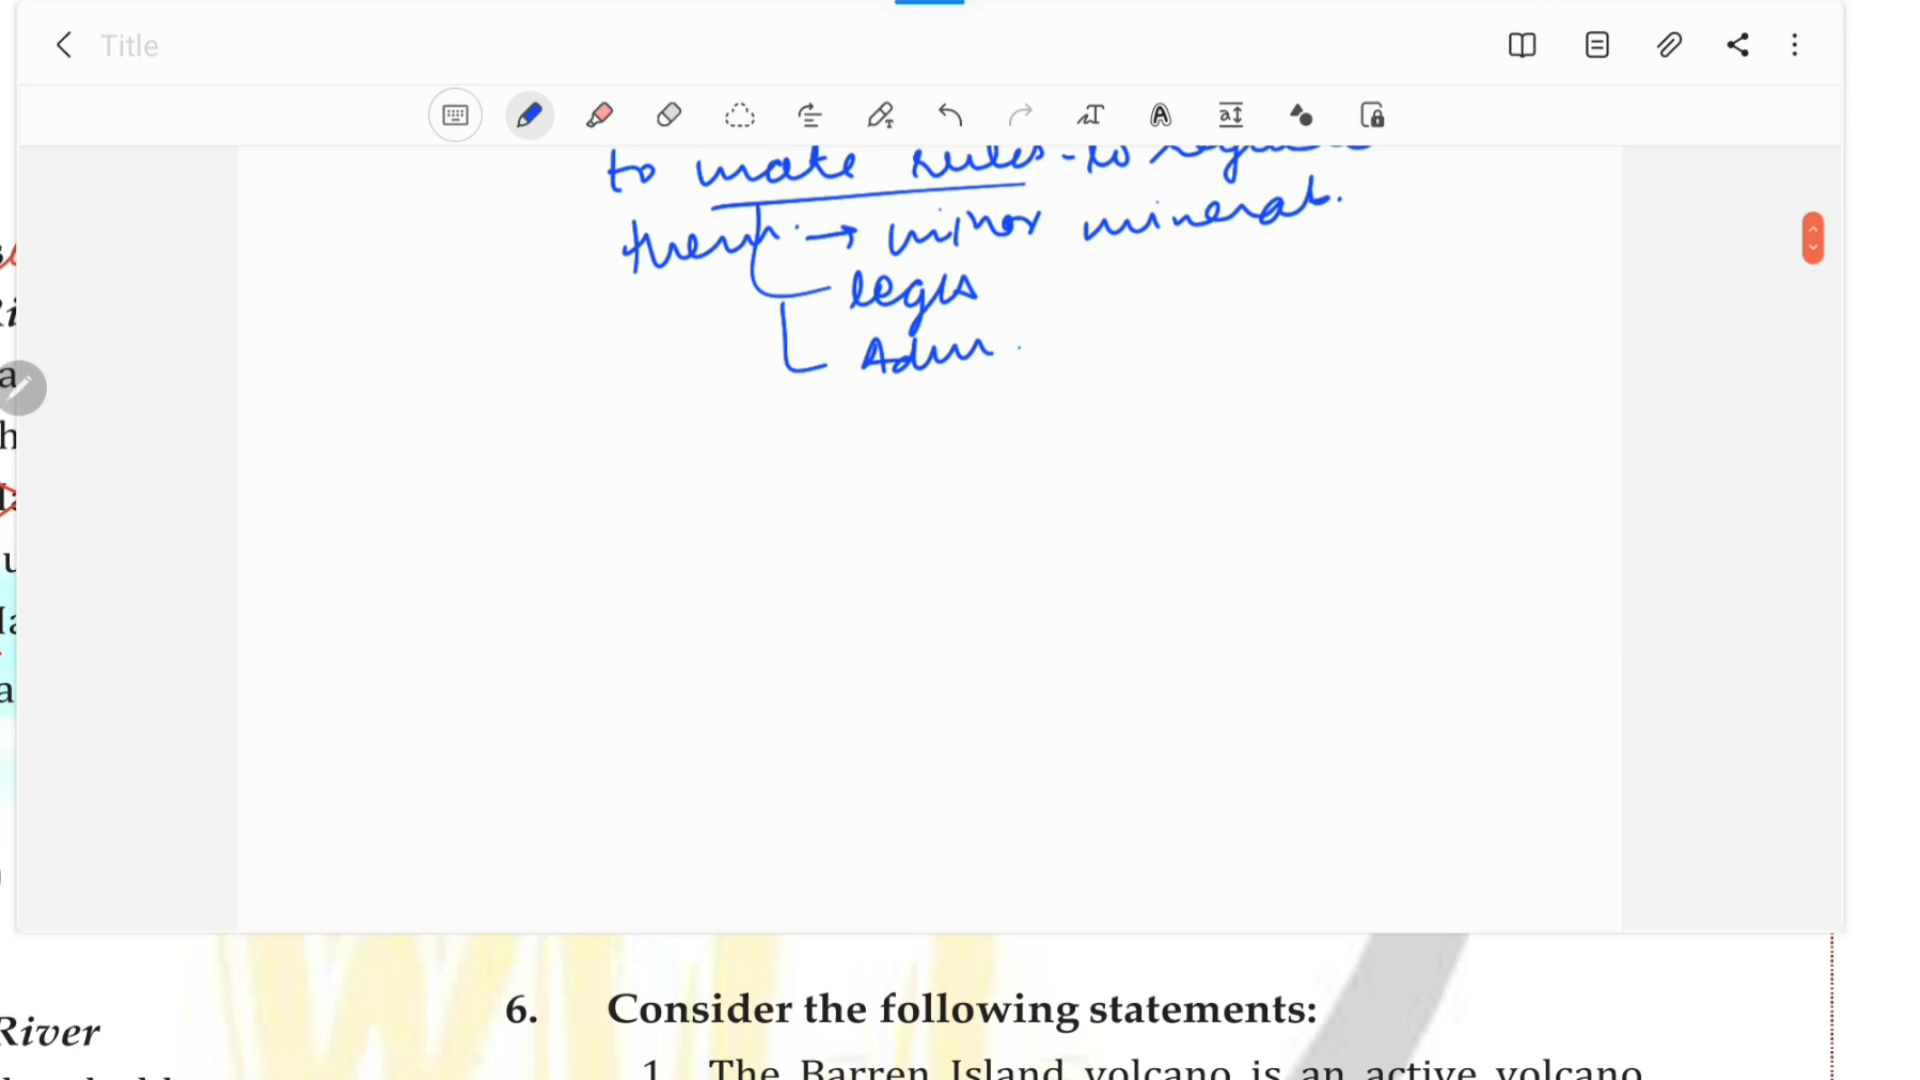 Title
to make rules - to
them. → minor mineral.
legis
Adm
River
6. Consider the following statements:
1. The Barren Island volcano is an active volcano